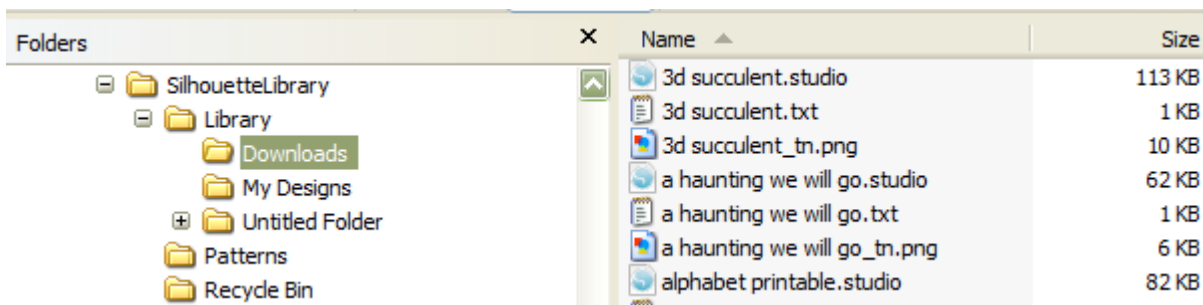 Folders
SilhouetteLibrary
Library
Downloads
My Designs
Untitled Folder
Patterns
Recycle Bin
Name Size
3d succulent.studio 113 KB
3d succulent.txt 1 KB
3d succulent_tn.png 10 KB
a haunting we will go.studio 62 KB
a haunting we will go.txt 1 KB
a haunting we will go_tn.png 6 KB
alphabet printable.studio 82 KB